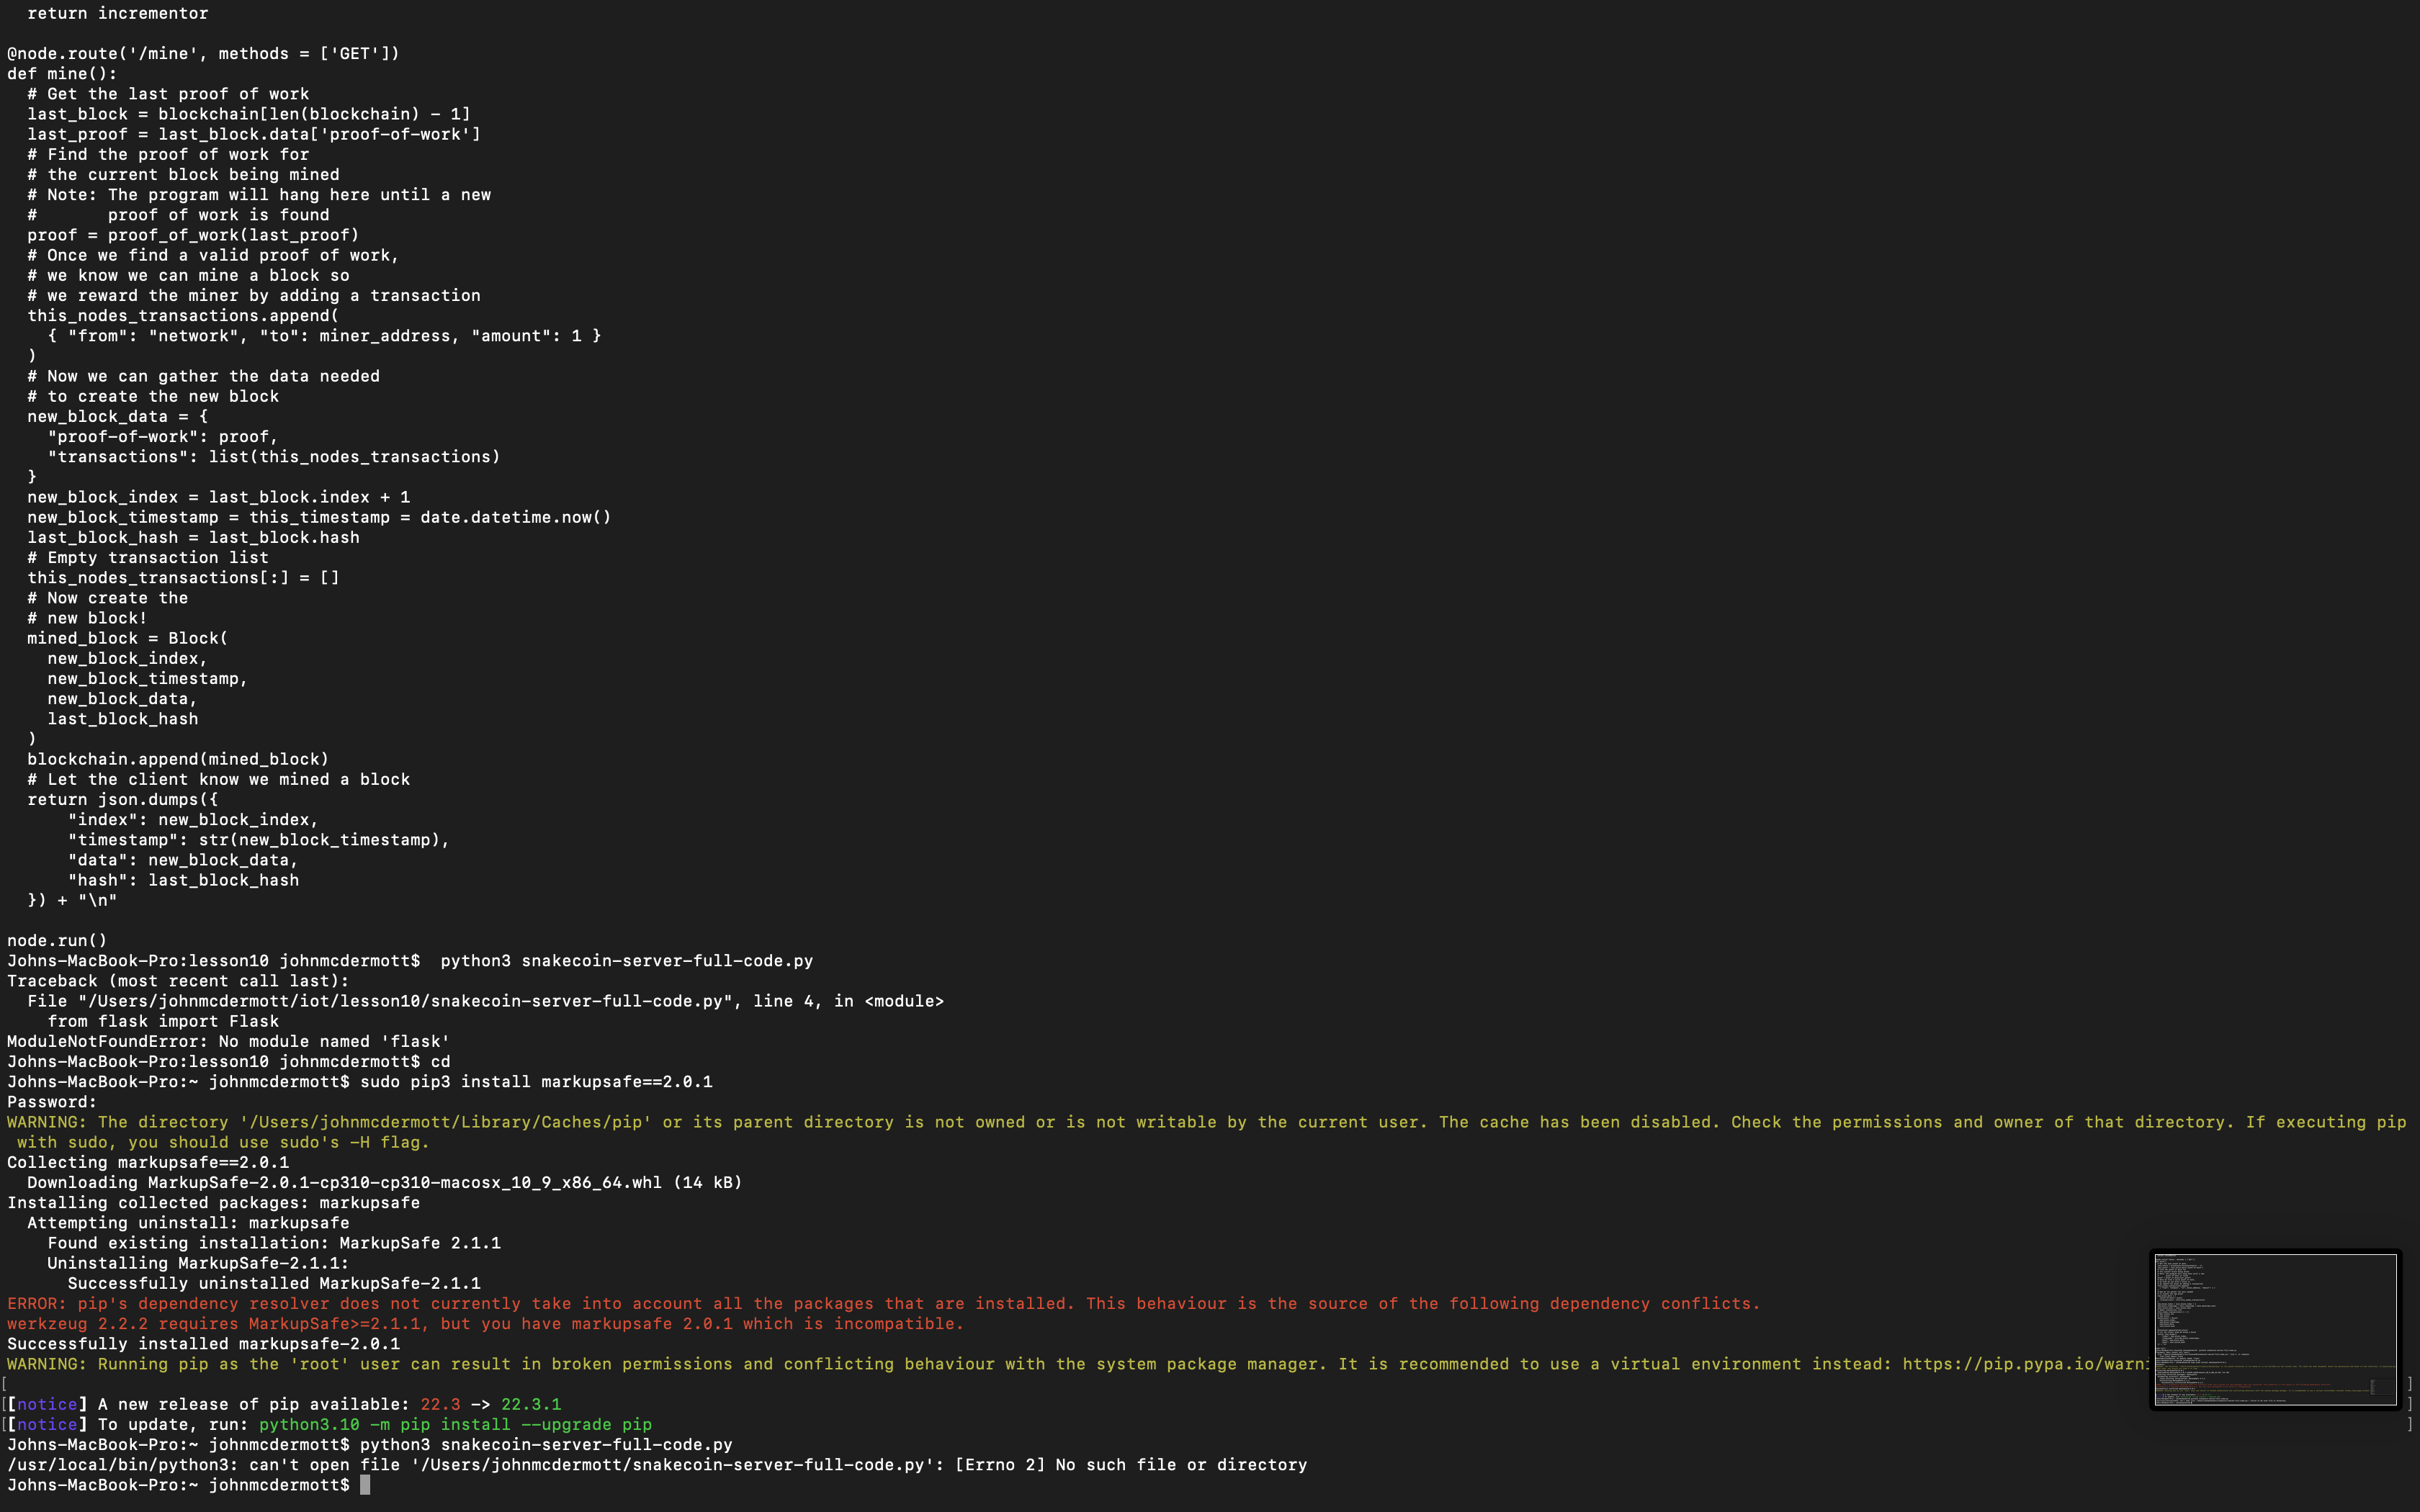 return incrementor

@node.route('/mine', methods = ['GET'])
def mine():
  # Get the last proof of work
  last_block = blockchain[len(blockchain) - 1]
  last_proof = last_block.data['proof-of-work']
  # Find the proof of work for
  # the current block being mined
  # Note: The program will hang here until a new
  #       proof of work is found
  proof = proof_of_work(last_proof)
  # Once we find a valid proof of work,
  # we know we can mine a block so
  # we reward the miner by adding a transaction
  this_nodes_transactions.append(
    { "from": "network", "to": miner_address, "amount": 1 }
  )
  # Now we can gather the data needed
  # to create the new block
  new_block_data = {
    "proof-of-work": proof,
    "transactions": list(this_nodes_transactions)
  }
  new_block_index = last_block.index + 1
  new_block_timestamp = this_timestamp = date.datetime.now()
  last_block_hash = last_block.hash
  # Empty transaction list
  this_nodes_transactions[:] = []
  # Now create the
  # new block!
  mined_block = Block(
    new_block_index,
    new_block_timestamp,
    new_block_data,
    last_block_hash
  )
  blockchain.append(mined_block)
  # Let the client know we mined a block
  return json.dumps({
      "index": new_block_index,
      "timestamp": str(new_block_timestamp),
      "data": new_block_data,
      "hash": last_block_hash
  }) + "\n"

node.run()
Johns-MacBook-Pro:lesson10 johnmcdermott$  python3 snakecoin-server-full-code.py
Traceback (most recent call last):
  File "/Users/johnmcdermott/iot/lesson10/snakecoin-server-full-code.py", line 4, in <module>
    from flask import Flask
ModuleNotFoundError: No module named 'flask'
Johns-MacBook-Pro:lesson10 johnmcdermott$ cd
Johns-MacBook-Pro:~ johnmcdermott$ sudo pip3 install markupsafe==2.0.1
Password:
WARNING: The directory '/Users/johnmcdermott/Library/Caches/pip' or its parent directory is not owned or is not writable by the current user. The cache has been disabled. Check the permissions and owner of that directory. If executing pip
 with sudo, you should use sudo's -H flag.
Collecting markupsafe==2.0.1
  Downloading MarkupSafe-2.0.1-cp310-cp310-macosx_10_9_x86_64.whl (14 kB)
Installing collected packages: markupsafe
  Attempting uninstall: markupsafe
    Found existing installation: MarkupSafe 2.1.1
    Uninstalling MarkupSafe-2.1.1:
      Successfully uninstalled MarkupSafe-2.1.1
ERROR: pip's dependency resolver does not currently take into account all the packages that are installed. This behaviour is the source of the following dependency conflicts.
werkzeug 2.2.2 requires MarkupSafe>=2.1.1, but you have markupsafe 2.0.1 which is incompatible.
Successfully installed markupsafe-2.0.1
WARNING: Running pip as the 'root' user can result in broken permissions and conflicting behaviour with the system package manager. It is recommended to use a virtual environment instead: https://pip.pypa.io/warni
[ ]
[[notice] A new release of pip available: 22.3 -> 22.3.1 ]
[[notice] To update, run: python3.10 -m pip install --upgrade pip ]
Johns-MacBook-Pro:~ johnmcdermott$ python3 snakecoin-server-full-code.py
/usr/local/bin/python3: can't open file '/Users/johnmcdermott/snakecoin-server-full-code.py': [Errno 2] No such file or directory
Johns-MacBook-Pro:~ johnmcdermott$